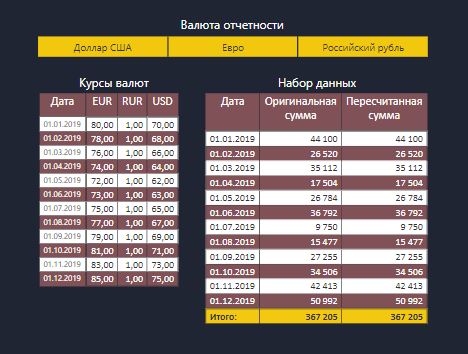 Валюта отчетности
Доллар США Евро Российский рубль
Курсы валют
Дата EUR RUR USD
01.01.2019 80,00 1,00 70,00
01.02.2019 78,00 1,00 68,00
01.03.2019 76,00 1,00 66,00
01.04.2019 74,00 1,00 64,00
01.05.2019 72,00 1,00 62,00
01.06.2019 73,00 1,00 63,00
01.07.2019 75,00 1,00 65,00
01.08.2019 77,00 1,00 67,00
01.09.2019 79,00 1,00 69,00
01.10.2019 81,00 1,00 71,00
01.11.2019 83,00 1,00 73,00
01.12.2019 85,00 1,00 75,00
Набор данных
Дата Оригинальная Пересчитанная
сумма сумма
01.01.2019 44 100 44 100
01.02.2019 26 520 26 520
01.03.2019 35 112 35 112
01.04.2019 17 504 17 504
01.05.2019 26 784 26 784
01.06.2019 36 792 36 792
01.07.2019 9 750 9 750
01.08.2019 15 477 15 477
01.09.2019 27 255 27 255
01.10.2019 34 506 34 506
01.11.2019 42 413 42 413
01.12.2019 50 992 50 992
Итого: 367 205 367 205